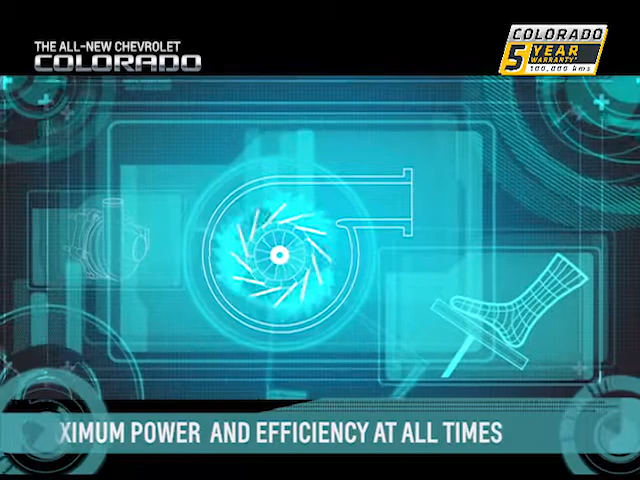 THE ALL-NEW CHEVROLET
COLORADO
COLORADO
5 YEAR
WARRANTY*
100,000 kms
XIMUM POWER AND EFFICIENCY AT ALL TIMES